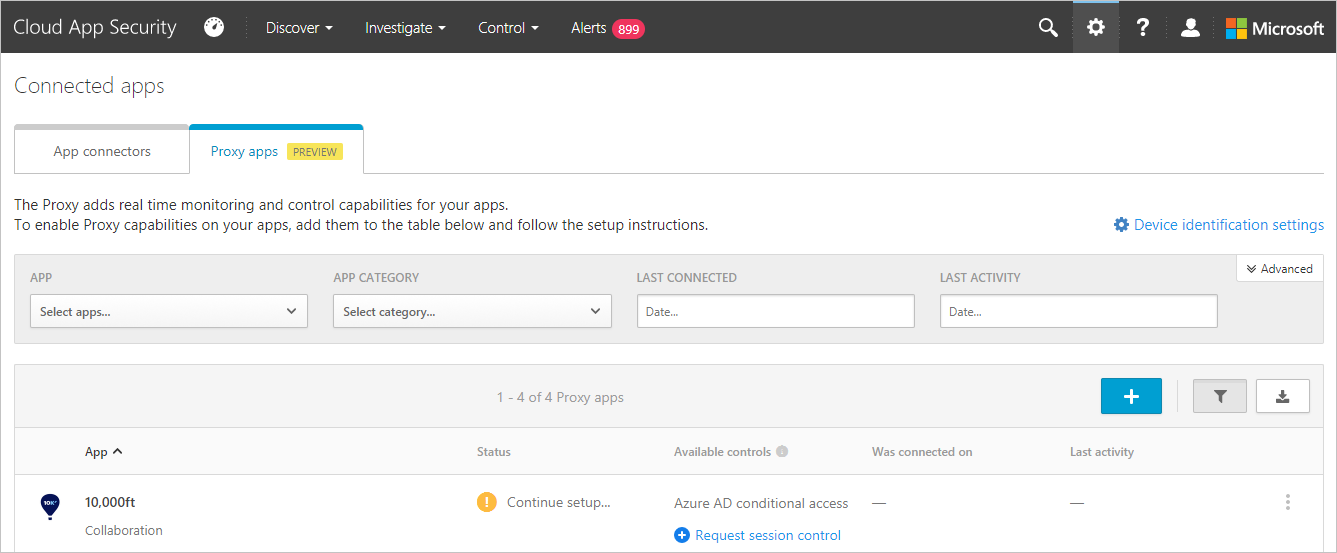 Cloud App Security Discover Investigate Control Alerts 899 ? Microsoft
Connected apps
App connectors Proxy apps PREVIEW
The Proxy adds real time monitoring and control capabilities for your apps.
To enable Proxy capabilities on your apps, add them to the table below and follow the setup instructions. Device identification settings
APP APP CATEGORY LAST CONNECTED LAST ACTIVITY Advanced
Select apps... Select category... Date... Date...
1 - 4 of 4 Proxy apps +
App Status Available controls Was connected on Last activity
10,000ft Continue setup... Azure AD conditional access — —
Collaboration Request session control